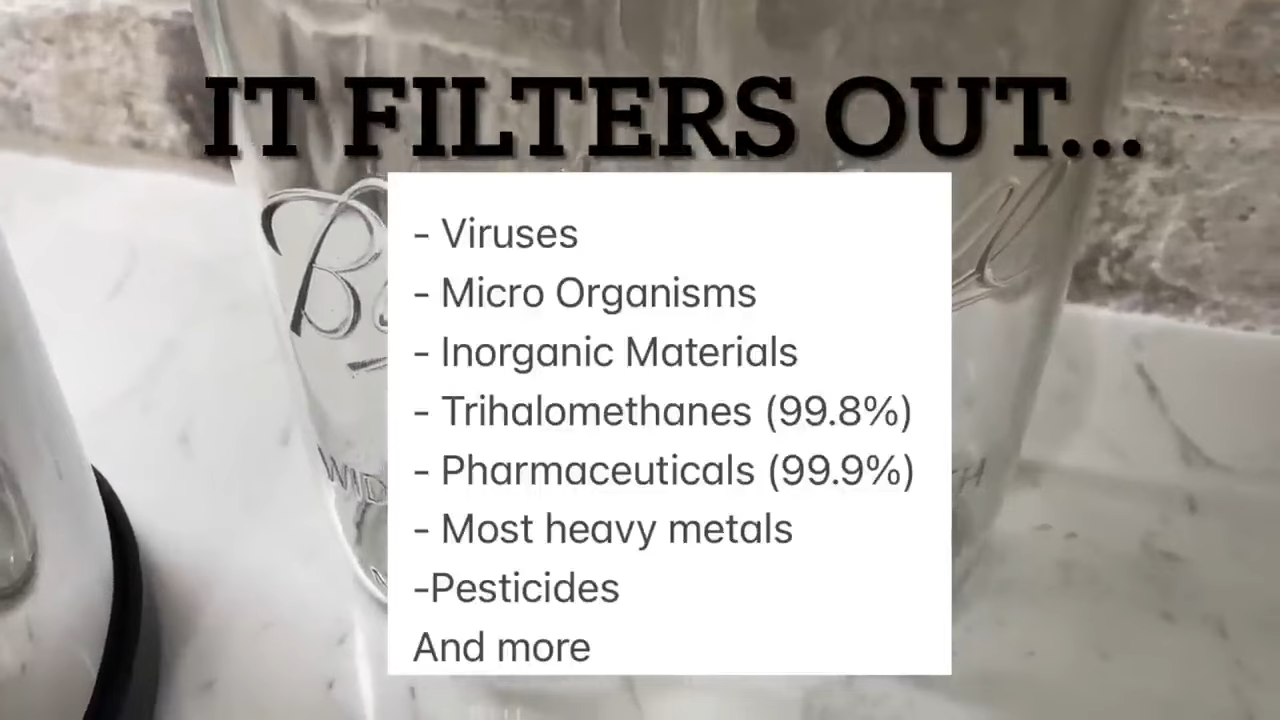 IT FILTERS OUT...
- Viruses
- Micro Organisms
- Inorganic Materials
- Trihalomethanes (99.8%)
- Pharmaceuticals (99.9%)
- Most heavy metals
-Pesticides
And more